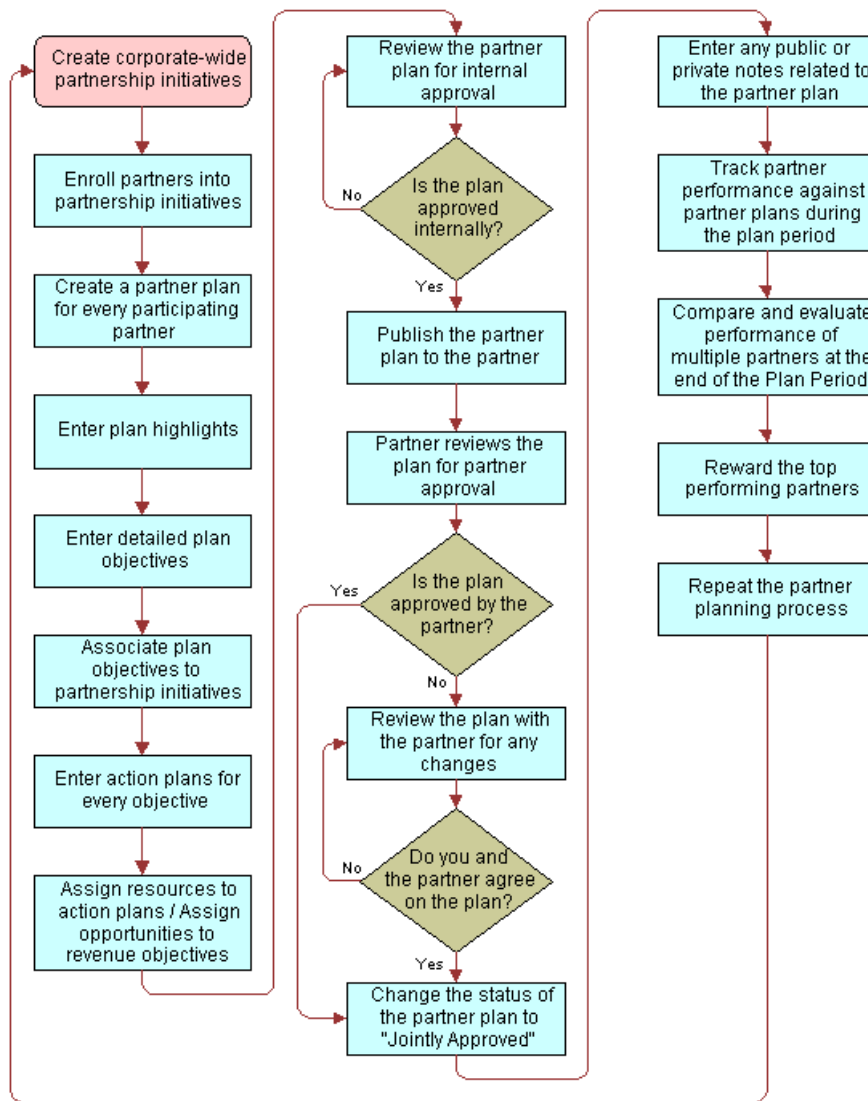 Create corporate-wide
partnership initiatives
Enroll partners into
partnership initiatives
Create a partner plan
for every participating
partner
Enter plan highlights
Enter detailed plan
objectives
Associate plan
objectives to
partnership initiatives
Enter action plans for
every objective
Assign resources to
action plans / Assign
opportunities to
revenue objectives
Review the partner
plan for internal
approval
No
Is the plan
approved
internally?
Yes
Publish the partner
plan to the partner
Partner reviews the
plan for partner
approval
Yes
Is the plan
approved by the
partner?
No
Review the plan with
the partner for any
changes
No
Do you and
the partner agree
on the plan?
Yes
Change the status of
the partner plan to
"Jointly Approved"
Enter any public or
private notes related to
the partner plan
Track partner
performance against
partner plans during
the plan period
Compare and evaluate
performance of
multiple partners at the
end of the Plan Period
Reward the top
performing partners
Repeat the partner
planning process